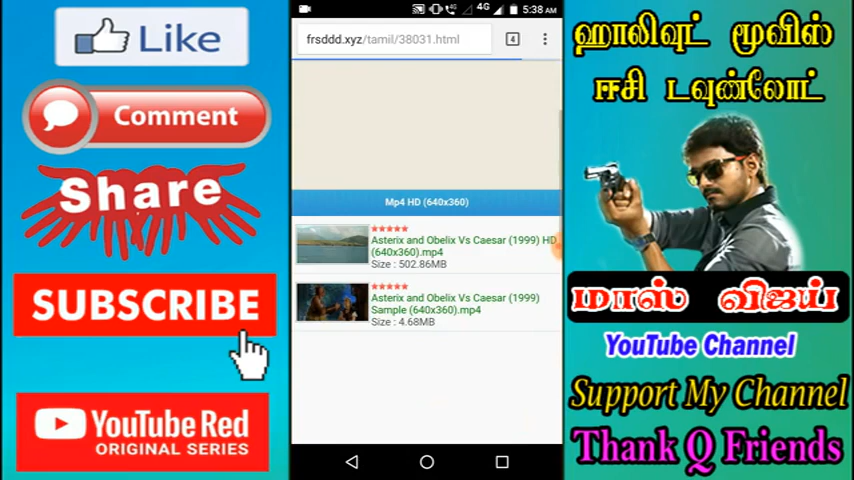 Like
Comment
Share
SUBSCRIBE
YouTube Red
ORIGINAL SERIES
4G 4G 5:38 AM
frsddd.xyz/tamil/38031.html
4
Mp4 HD (640x360)
Asterix and Obelix Vs Caesar (1999) HD
(640x360).mp4
Size : 502.86MB
Asterix and Obelix Vs Caesar (1999)
Sample (640x360).mp4
Size : 4.68MB
ஹாலிவுட் மூவிஸ்
ஈசி டவுண்லோட்
மாஸ் விஜய்
YouTube Channel
Support My Channel
Thank Q Friends